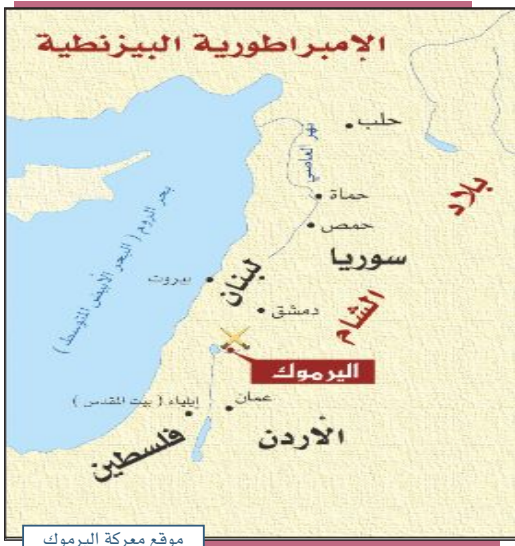 الإمبراطورية البيزنطية
حلب
نهر العاصي
بلاد
حماة
حمص
سوريا
بحر الروم ( البحر الأبيض المتوسط )
لبنان
بيروت
الشام
دمشق
اليرموك
عمان
إيلياء ( بيت المقدس )
الأردن
فلسطين
موقع معركة اليرموك